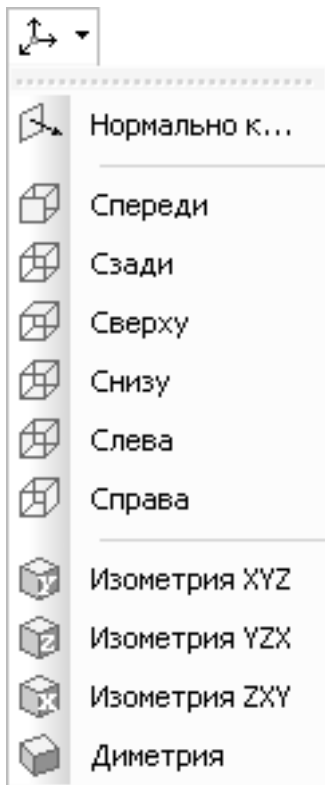 Нормально к...
Спереди
Сзади
Сверху
Снизу
Слева
Справа
Изометрия XYZ
Изометрия YZX
Изометрия ZXY
Диметрия